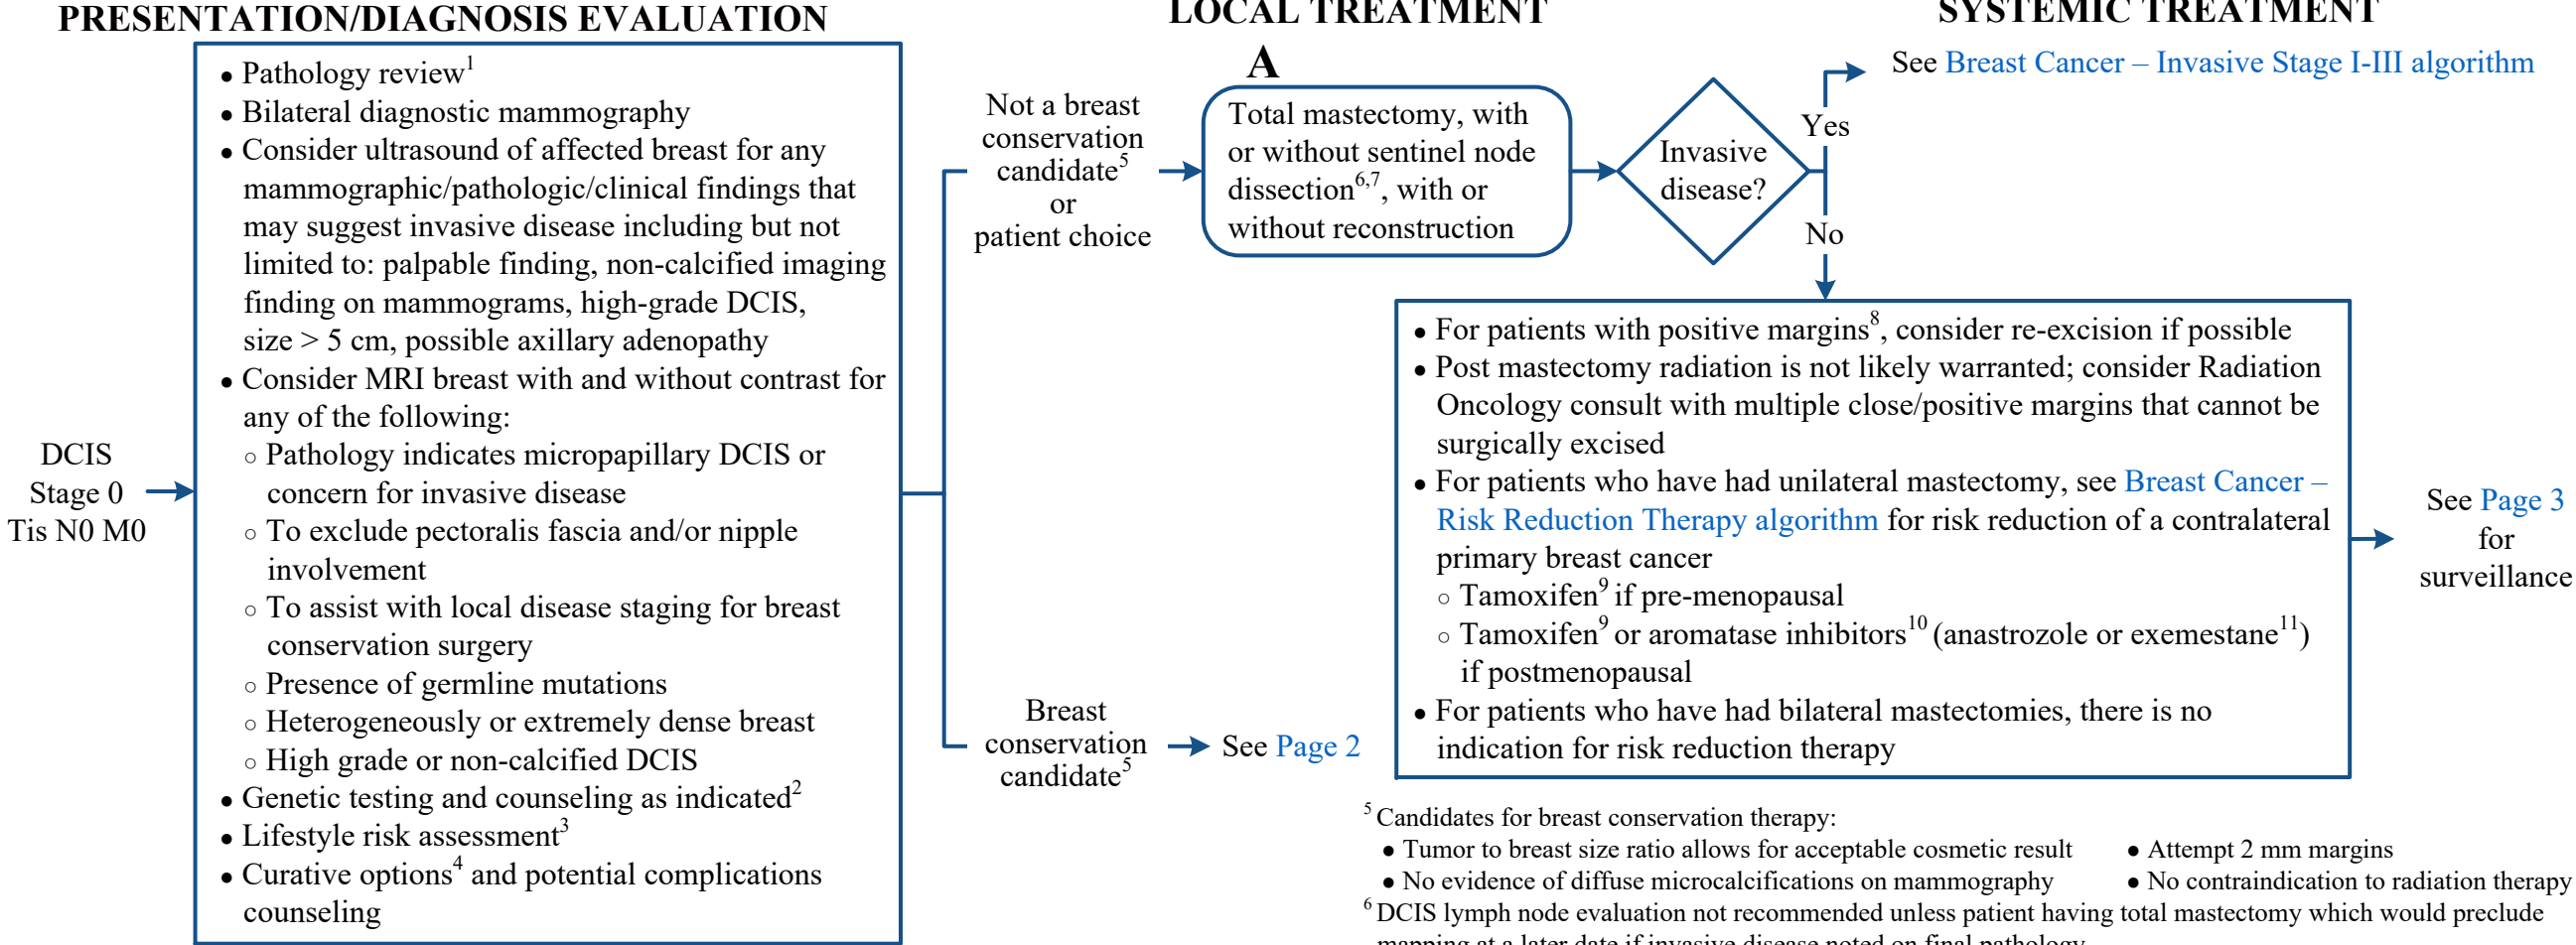 PRESENTATION/DIAGNOSIS EVALUATION
LOCAL TREATMENT
SYSTEMIC TREATMENT
DCIS
Stage 0
Tis N0 M0
● Pathology review1
● Bilateral diagnostic mammography
● Consider ultrasound of affected breast for any
mammographic/pathologic/clinical findings that
may suggest invasive disease including but not
limited to: palpable finding, non-calcified imaging
finding on mammograms, high-grade DCIS,
size > 5 cm, possible axillary adenopathy
● Consider MRI breast with and without contrast for
any of the following:
○ Pathology indicates micropapillary DCIS or
concern for invasive disease
○ To exclude pectoralis fascia and/or nipple
involvement
○ To assist with local disease staging for breast
conservation surgery
○ Presence of germline mutations
○ Heterogeneously or extremely dense breast
○ High grade or non-calcified DCIS
● Genetic testing and counseling as indicated2
● Lifestyle risk assessment3
● Curative options4 and potential complications
counseling
Not a breast
conservation
candidate5
or
patient choice
A
Total mastectomy, with
or without sentinel node
dissection6,7, with or
without reconstruction
Invasive
disease?
Yes
See Breast Cancer – Invasive Stage I-III algorithm
No
● For patients with positive margins8, consider re-excision if possible
● Post mastectomy radiation is not likely warranted; consider Radiation
Oncology consult with multiple close/positive margins that cannot be
surgically excised
● For patients who have had unilateral mastectomy, see Breast Cancer –
Risk Reduction Therapy algorithm for risk reduction of a contralateral
primary breast cancer
○ Tamoxifen9 if pre-menopausal
○ Tamoxifen9 or aromatase inhibitors10 (anastrozole or exemestane11)
if postmenopausal
● For patients who have had bilateral mastectomies, there is no
indication for risk reduction therapy
See Page 3
for
surveillance
Breast
conservation
candidate5
See Page 2
5 Candidates for breast conservation therapy:
● Tumor to breast size ratio allows for acceptable cosmetic result ● Attempt 2 mm margins
● No evidence of diffuse microcalcifications on mammography ● No contraindication to radiation therapy
6 DCIS lymph node evaluation not recommended unless patient having total mastectomy which would preclude
mapping at a later date if invasive disease noted on final pathology